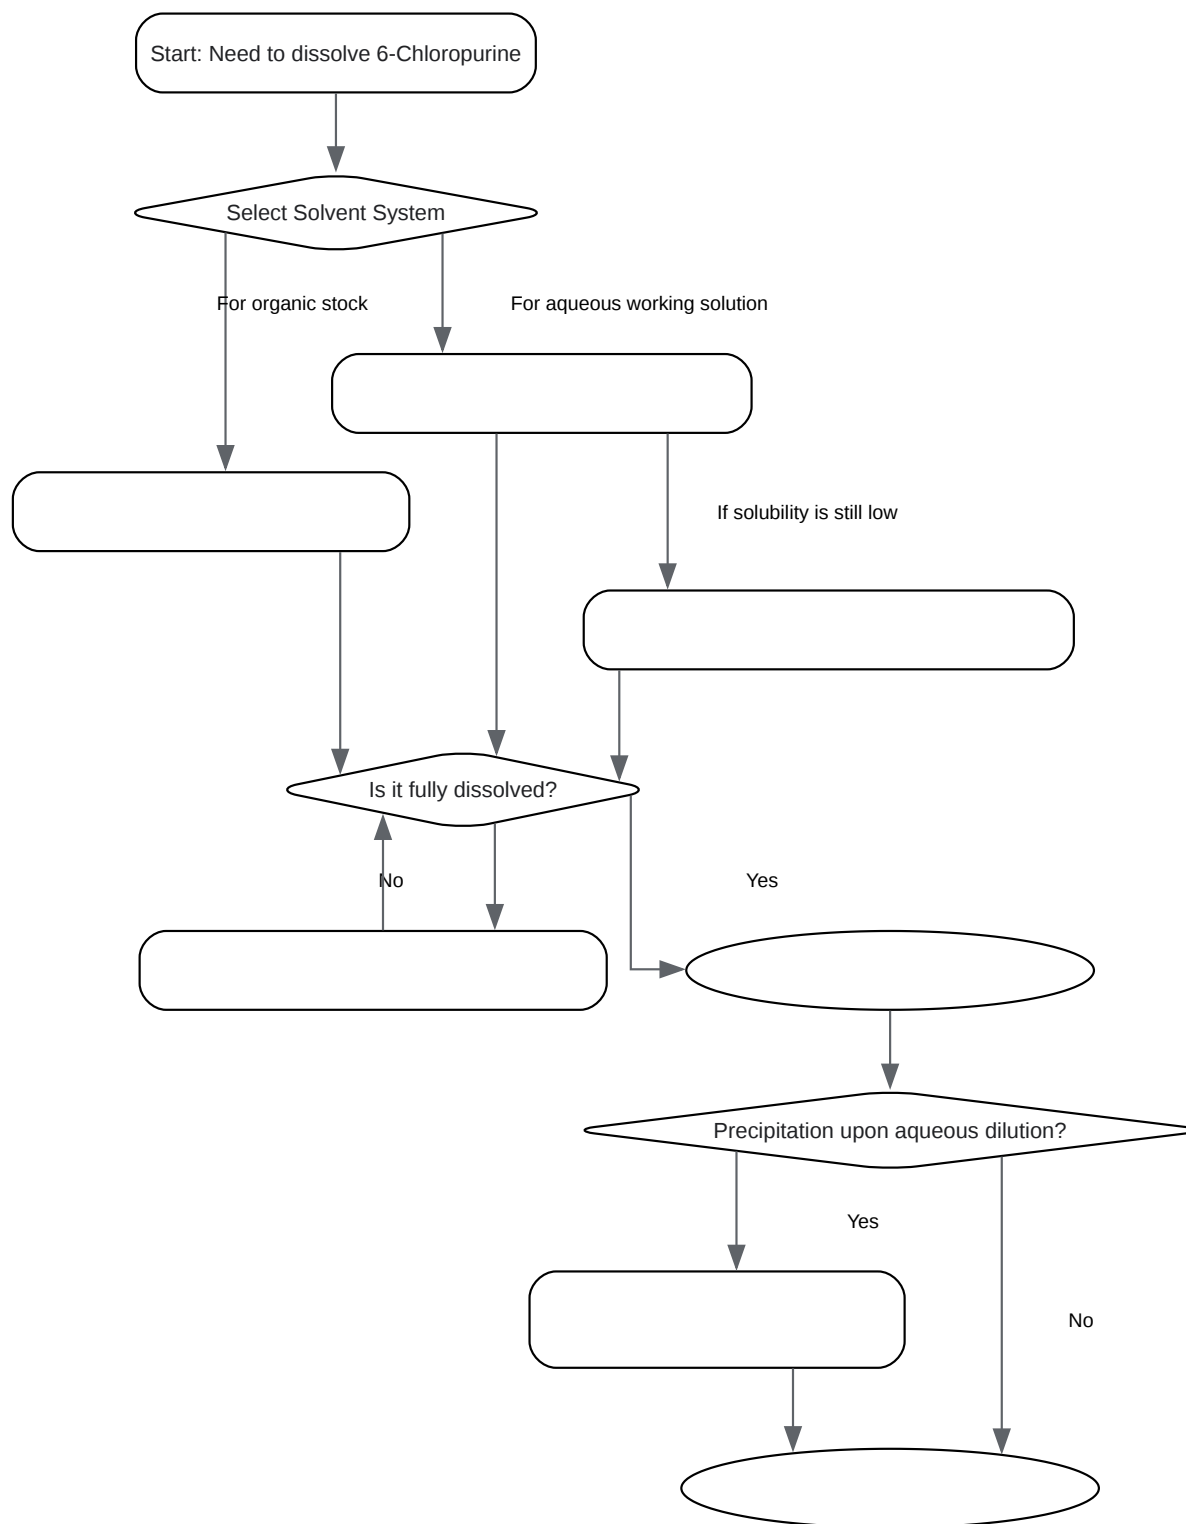 Start: Need to dissolve 6-Chloropurine
Select Solvent System
For organic stock
For aqueous working solution
If solubility is still low
Is it fully dissolved?
No
Yes
Precipitation upon aqueous dilution?
Yes
No